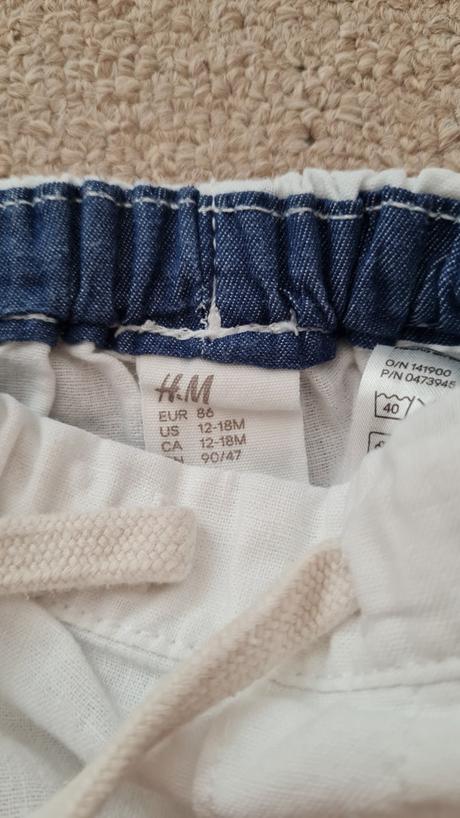 H&M
EUR 86
US 12-18M
CA 12-18M
90/47
O/N 141900
P/N 0473945
40